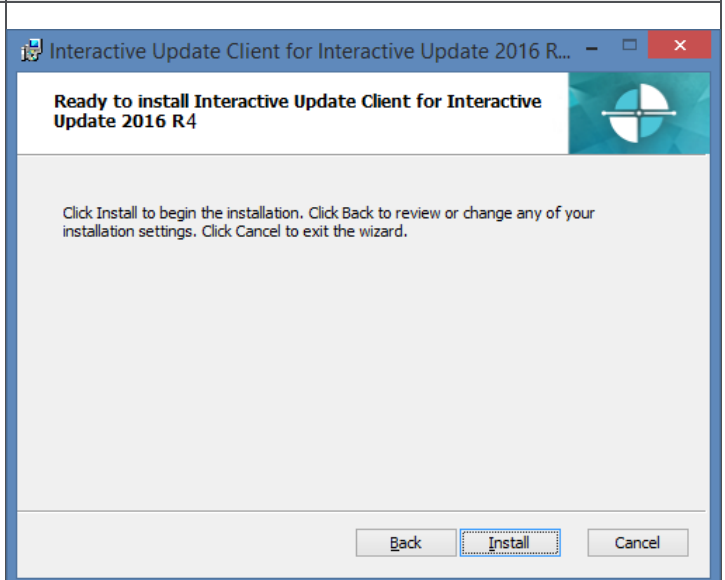 Interactive Update Client for Interactive Update 2016 R...
Ready to install Interactive Update Client for Interactive
Update 2016 R4
Click Install to begin the installation. Click Back to review or change any of your
installation settings. Click Cancel to exit the wizard.
Back Install Cancel